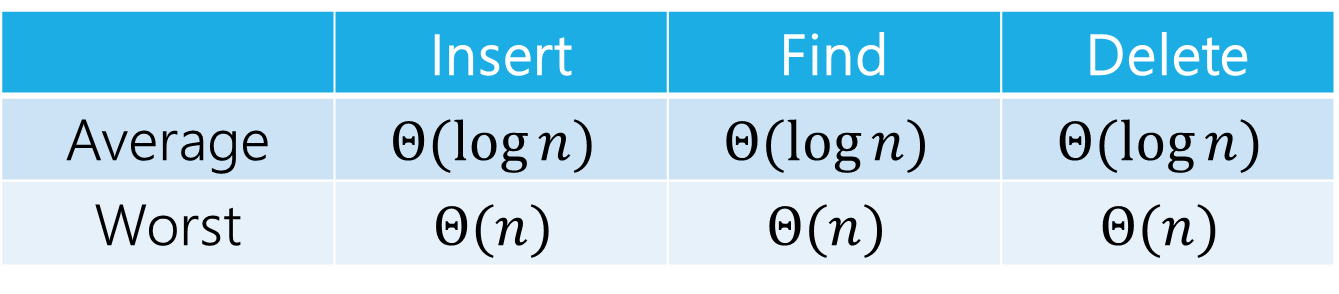 Insert Find Delete
Average Θ(log n) Θ(log n) Θ(log n)
Worst Θ(n) Θ(n) Θ(n)